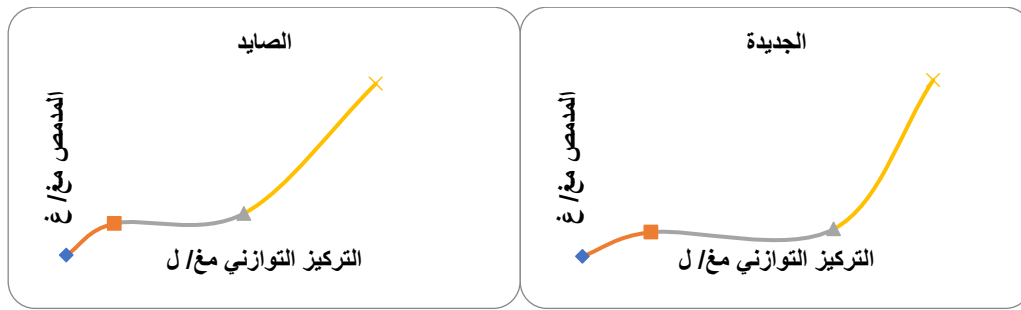 الجديدة
المدمص مغ/ غ
التركيز التوازني مغ/ ل
الصايد
المدمص مغ/ غ
التركيز التوازني مغ/ ل